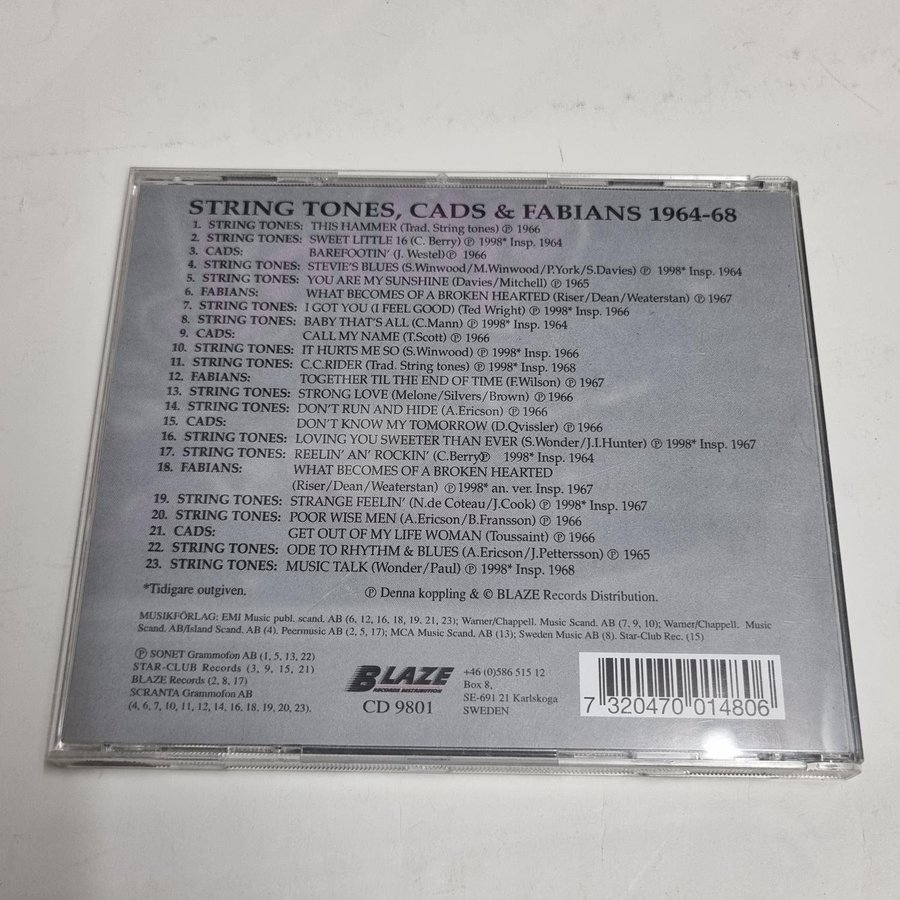 STRING TONES, CADS & FABIANS 1964-68
1. STRING TONES: THIS HAMMER (Trad. String tones) ℗ 1966
2. STRING TONES: SWEET LITTLE 16 (C. Berry) ℗ 1998* Insp. 1964
3. CADS: BAREFOOTIN' (J. Westel)℗ 1966
4. STRING TONES: STEVIE'S BLUES (S.Winwood/M.Winwood/P.York/S.Davies) ℗ 1998* Insp. 1964
5. STRING TONES: YOU ARE MY SUNSHINE (Davies/Mitchell) ℗ 1965
6. FABIANS: WHAT BECOMES OF A BROKEN HEARTED (Riser/Dean/Weaterstan) ℗ 1967
7. STRING TONES: I GOT YOU (I FEEL GOOD) (Ted Wright) ℗ 1998* Insp. 1966
8. STRING TONES: BABY THAT'S ALL (C.Mann) ℗ 1998* Insp. 1964
9. CADS: CALL MY NAME (T.Scott) ℗ 1966
10. STRING TONES: IT HURTS ME SO (S.Winwood) ℗ 1998* Insp. 1966
11. STRING TONES: C.C.RIDER (Trad. String tones) ℗ 1998* Insp. 1968
12. FABIANS: TOGETHER TIL THE END OF TIME (F.Wilson) ℗ 1967
13. STRING TONES: STRONG LOVE (Melone/Silvers/Brown) ℗ 1966
14. STRING TONES: DON'T RUN AND HIDE (A.Ericson) ℗ 1966
15. CADS: DON'T KNOW MY TOMORROW (D.Qvissler) ℗ 1966
16. STRING TONES: LOVING YOU SWEETER THAN EVER (S.Wonder/J.I.Hunter) ℗ 1998* Insp. 1967
17. STRING TONES: REELIN' AN' ROCKIN' (C.Berry)℗ 1998* Insp. 1964
18. FABIANS: WHAT BECOMES OF A BROKEN HEARTED
(Riser/Dean/Weaterstan) ℗ 1998* an. ver. Insp. 1967
19. STRING TONES: STRANGE FEELIN' (N.de Coteau/J.Cook) ℗ 1998* Insp. 1967
20. STRING TONES: POOR WISE MEN (A.Ericson/B.Fransson) ℗ 1966
21. CADS: GET OUT OF MY LIFE WOMAN (Toussaint) ℗ 1966
22. STRING TONES: ODE TO RHYTHM & BLUES (A.Ericson/J.Pettersson) ℗ 1965
23. STRING TONES: MUSIC TALK (Wonder/Paul) ℗ 1998* Insp. 1968
*Tidigare outgiven. ℗ Denna koppling & © BLAZE Records Distribution.
MUSIKFÖRLAG: EMI Music publ. scand. AB (6, 12, 16, 18, 19, 21, 23); Warner/Chappell. Music Scand. AB (7, 9, 10); Warner/Chappell. Music
Scand. AB/Island Scand. AB (4). Peermusic AB (2, 5, 17); MCA Music Scand. AB (13); Sweden Music AB (8). Star-Club Rec. (15)
℗ SONET Grammofon AB (1, 5, 13, 22)
STAR-CLUB Records (3, 9, 15, 21)
BLAZE Records (2, 8, 17)
SCRANTA Grammofon AB
(4, 6, 7, 10, 11, 12, 14, 16, 18, 19, 20, 23).
BLAZE
RECORDS DISTRIBUTION
CD 9801
+46 (0)586 515 12
Box 8,
SE-691 21 Karlskoga
SWEDEN
7 320470 014806